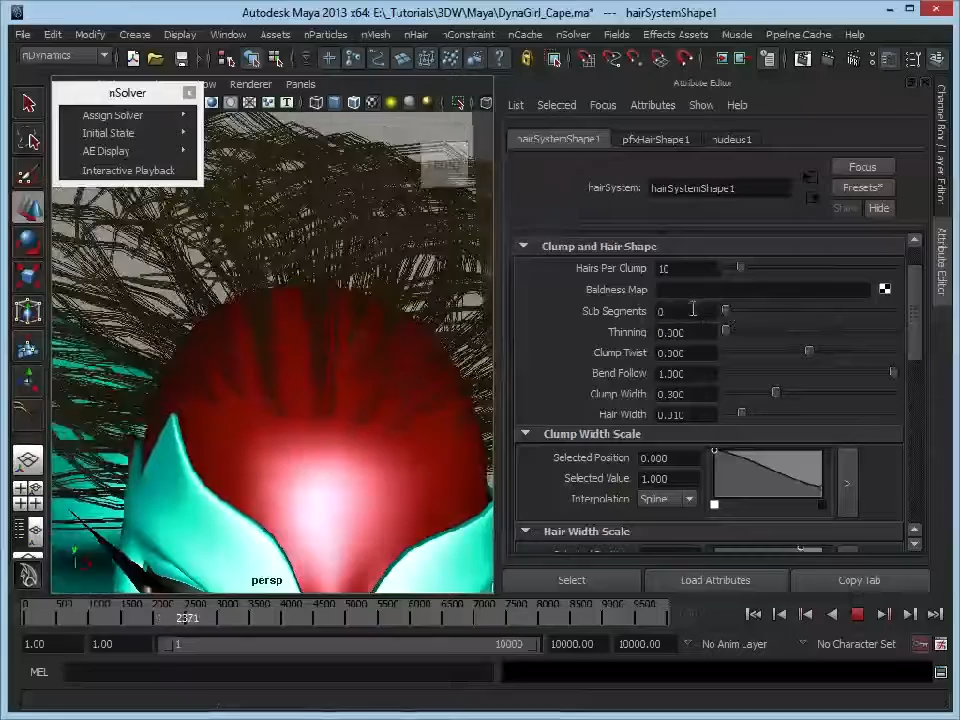 Autodesk Maya 2013 x64: E:\_Tutorials\3DW\Maya\DynaGirl_Cape.ma* --- hairSystemShape1
File Edit Modify Create Display Window Assets nParticles nMesh nHair nConstraint nCache nSolver Fields Effects Assets Muscle Pipeline Cache Help
nDynamics
Renderer Panels
nSolver
Assign Solver
Initial State
AE Display
Interactive Playback
persp
Attribute Editor
List Selected Focus Attributes Show Help
hairSystemShape1 pfxHairShape1 nucleus1
hairSystem: hairSystemShape1
Focus
Presets*
Show Hide
Clump and Hair Shape
Hairs Per Clump 10
Baldness Map
Sub Segments 0
Thinning 0.000
Clump Twist 0.000
Bend Follow 1.000
Clump Width 0.300
Hair Width 0.010
Clump Width Scale
Selected Position 0.000
Selected Value 1.000
Interpolation Spline
>
Hair Width Scale
Select Load Attributes Copy Tab
Channel Box / Layer Editor
Attribute Editor
0 500 1000 1500 2000 2500 3000 3500 4000 4500 5000 5500 6000 6500 7000 7500 8000 8500 9000 9500
2371
1.00 1.00 1 10000 10000.00 10000.00 No Anim Layer No Character Set
MEL